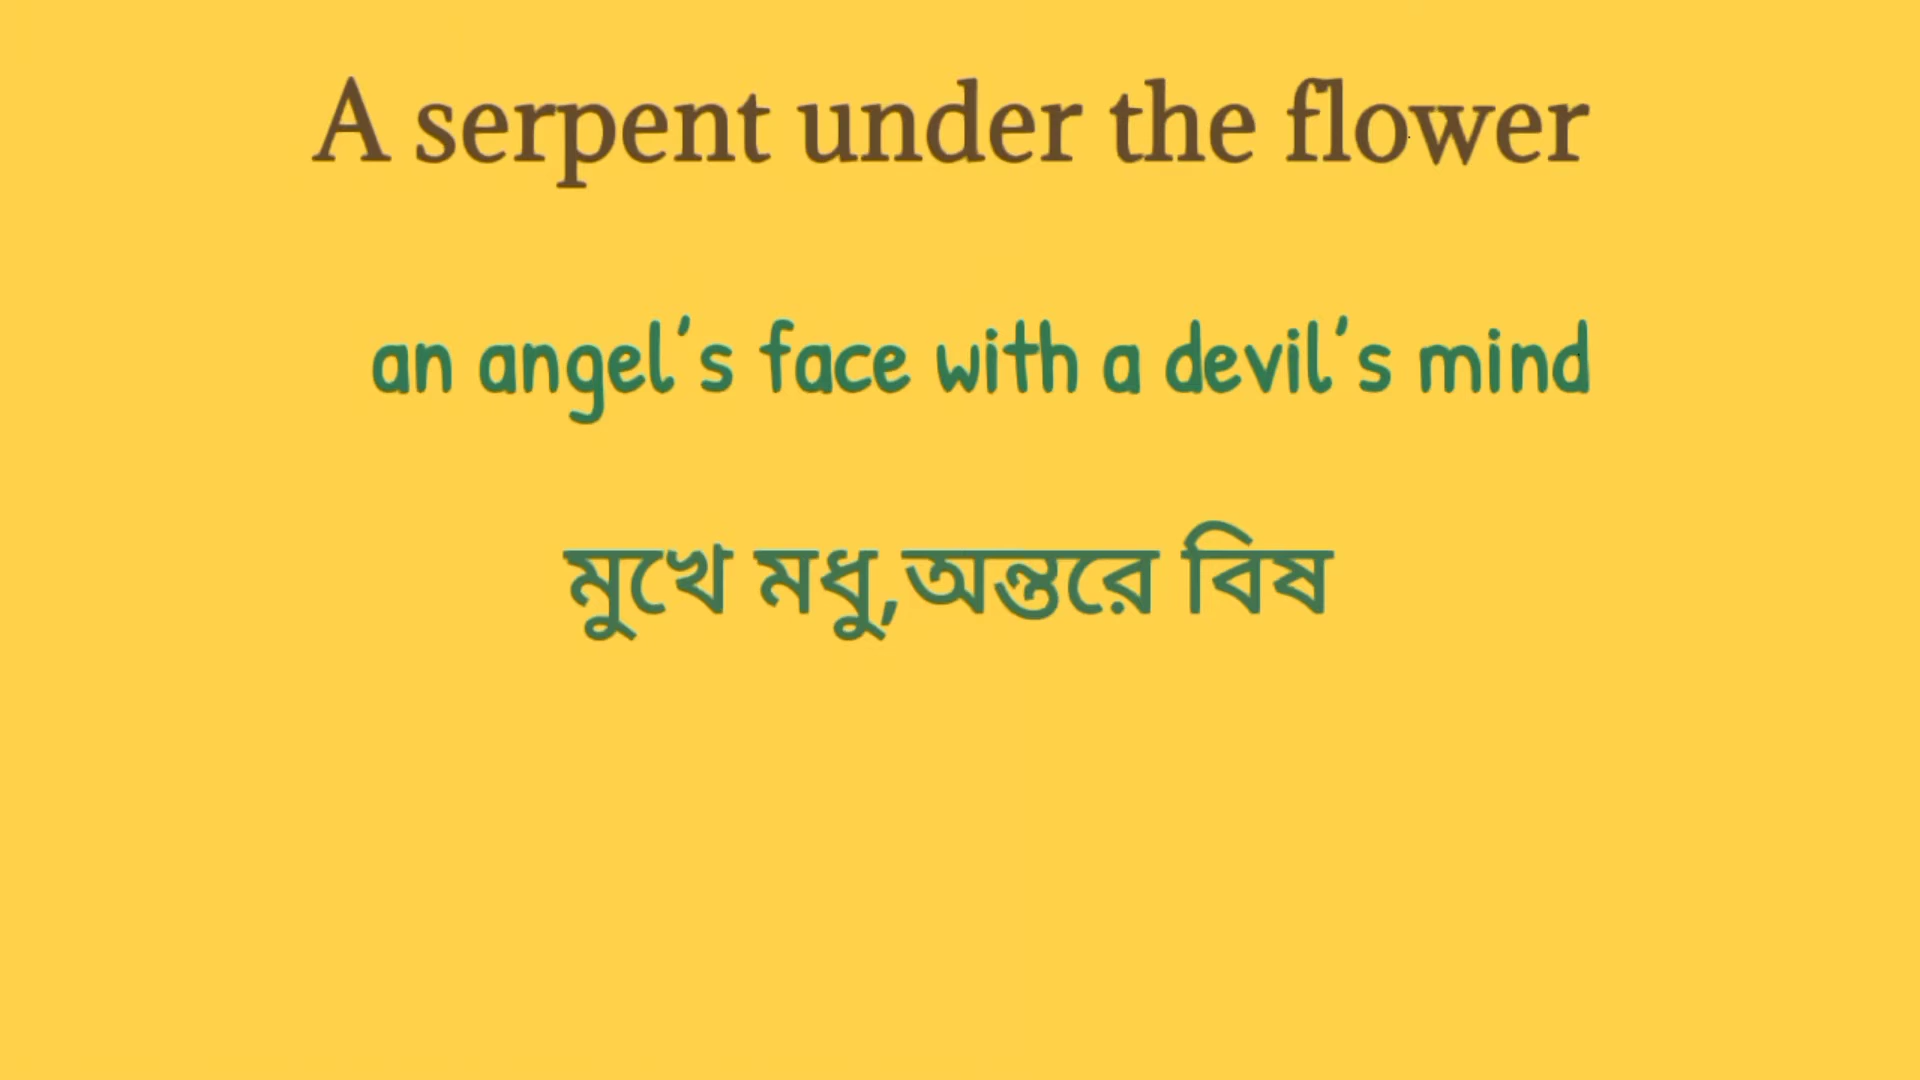 A serpent under the flower
an angel's face with a devil's mind
মুখে মধু,অন্তরে বিষ